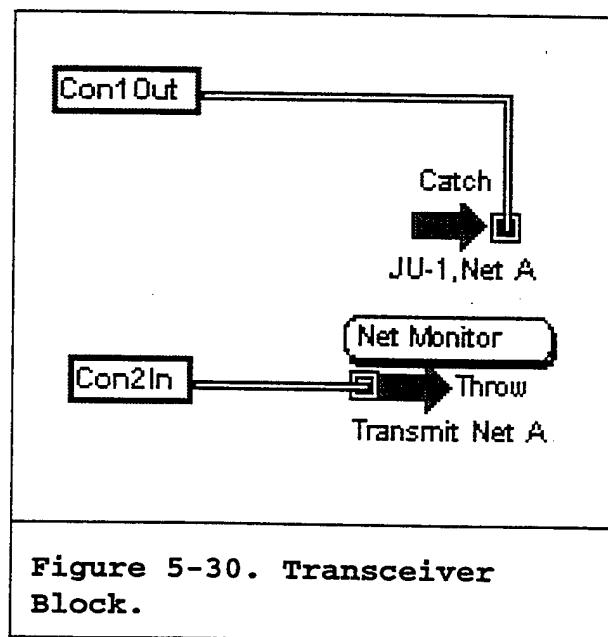 Con1Out
Catch
JU-1,Net A
Net Monitor
Con2In
Throw
Transmit Net A
Figure 5-30. Transceiver
Block.